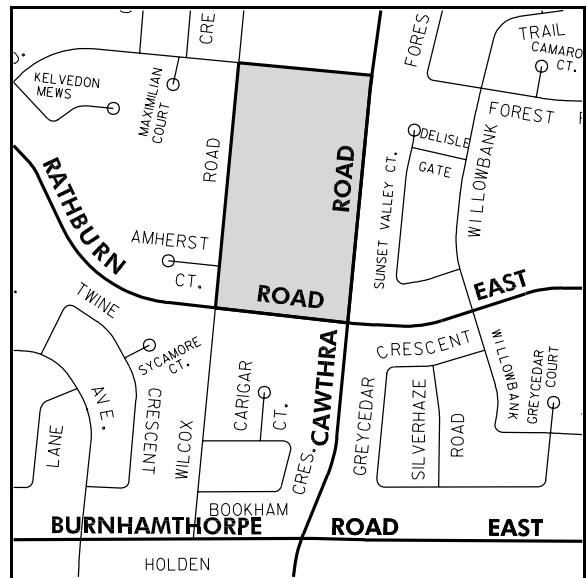 CRES
FORES
TRAIL
CAMARO
CT.
KELVEDON
MEWS
MAXIMILIAN
COURT
ROAD
FOREST
DELISLE
GATE
WILLOWBANK
SUNSET VALLEY CT.
ROAD
RATHBURN
AMHERST
CT.
ROAD
EAST
TWINE
SYCAMORE
CT.
CRESCENT
AVE.
LANE
WILCOX
CARIGAR
CT.
CAWTHRA
CRES.
BOOKHAM
CRESCENT
GREYCEDAR
SILVERHAZE
ROAD
WILLOWBANK
GREYCEDAR
COURT
BURNHAMTHORPE ROAD EAST
HOLDEN